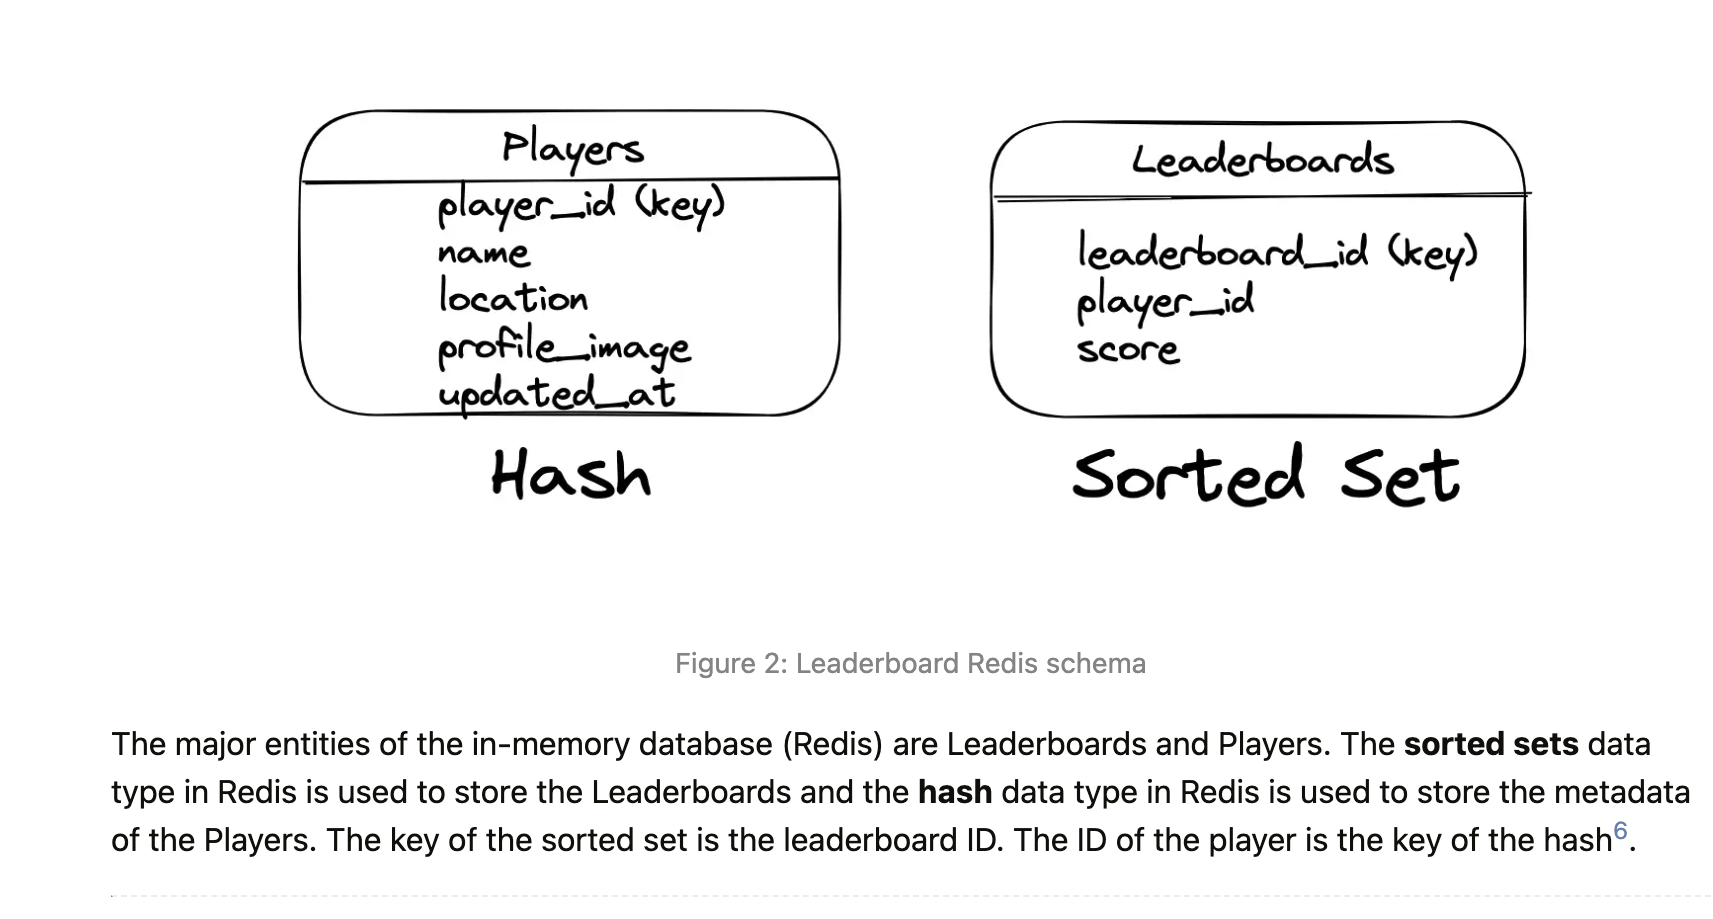 Players
player_id (key)
name
location
profile_image
updated_at
Hash
Leaderboards
leaderboard_id (key)
player_id
score
Sorted Set
Figure 2: Leaderboard Redis schema
The major entities of the in-memory database (Redis) are Leaderboards and Players. The sorted sets data
type in Redis is used to store the Leaderboards and the hash data type in Redis is used to store the metadata
of the Players. The key of the sorted set is the leaderboard ID. The ID of the player is the key of the hash6.